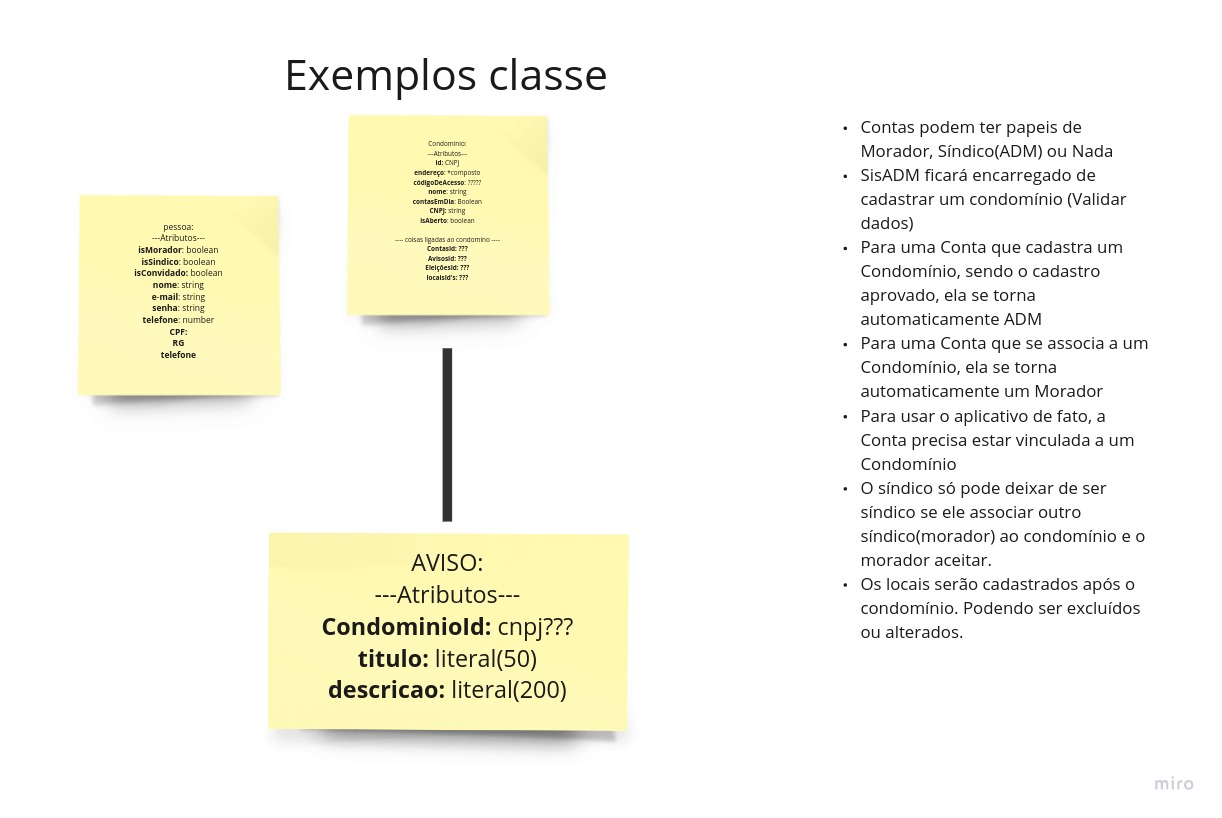 Exemplos classe
Condominio:
---Atributos---
id: CNPJ
endereço: *composto
códigoDeAcesso: ?????
nome: string
contasEmDia: Boolean
CNPJ: string
isAberto: boolean
---- coisas ligadas ao condomino ----
ContasId: ???
AvisosId: ???
EleiçõesId: ???
locaisId's: ???
pessoa:
---Atributos---
isMorador: boolean
isSindico: boolean
isConvidado: boolean
nome: string
e-mail: string
senha: string
telefone: number
CPF:
RG
telefone
AVISO:
---Atributos---
CondominioId: cnpj???
titulo: literal(50)
descricao: literal(200)
• Contas podem ter papeis de
Morador, Síndico(ADM) ou Nada
• SisADM ficará encarregado de
cadastrar um condomínio (Validar
dados)
• Para uma Conta que cadastra um
Condomínio, sendo o cadastro
aprovado, ela se torna
automaticamente ADM
• Para uma Conta que se associa a um
Condomínio, ela se torna
automaticamente um Morador
• Para usar o aplicativo de fato, a
Conta precisa estar vinculada a um
Condomínio
• O síndico só pode deixar de ser
síndico se ele associar outro
síndico(morador) ao condomínio e o
morador aceitar.
• Os locais serão cadastrados após o
condomínio. Podendo ser excluídos
ou alterados.
miro